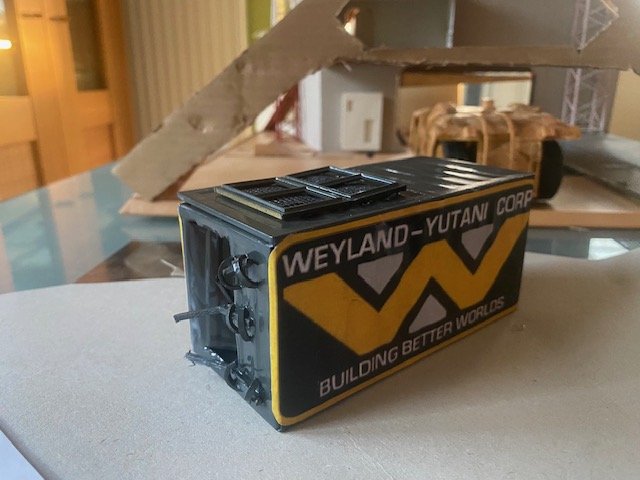 WEYLAND-YUTANI CORP
BUILDING BETTER WORLDS